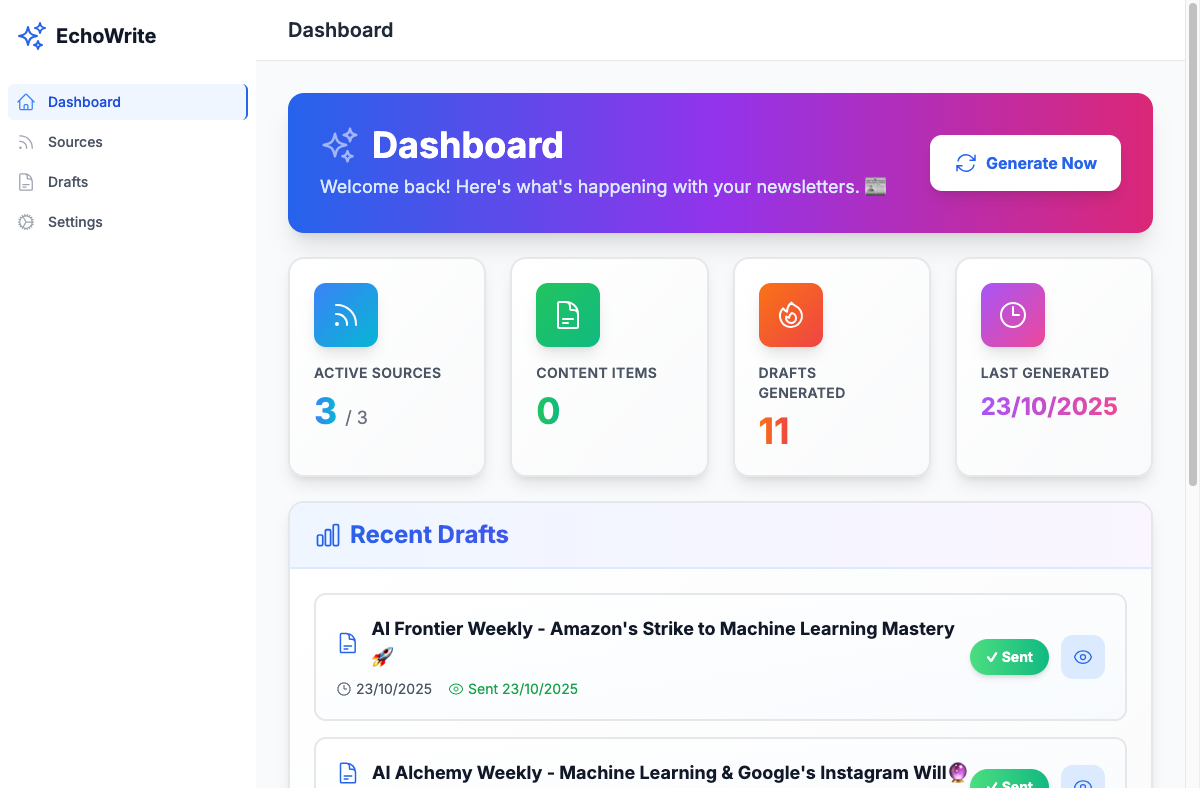 EchoWrite
Dashboard
Sources
Drafts
Settings
Dashboard
Dashboard
Welcome back! Here's what's happening with your newsletters. 📰
Generate Now
ACTIVE SOURCES
3 / 3
CONTENT ITEMS
0
DRAFTS
GENERATED
11
LAST GENERATED
23/10/2025
Recent Drafts
AI Frontier Weekly - Amazon's Strike to Machine Learning Mastery
🚀
✓ Sent
23/10/2025
Sent 23/10/2025
AI Alchemy Weekly - Machine Learning & Google's Instagram Will🔮
✓ Sent